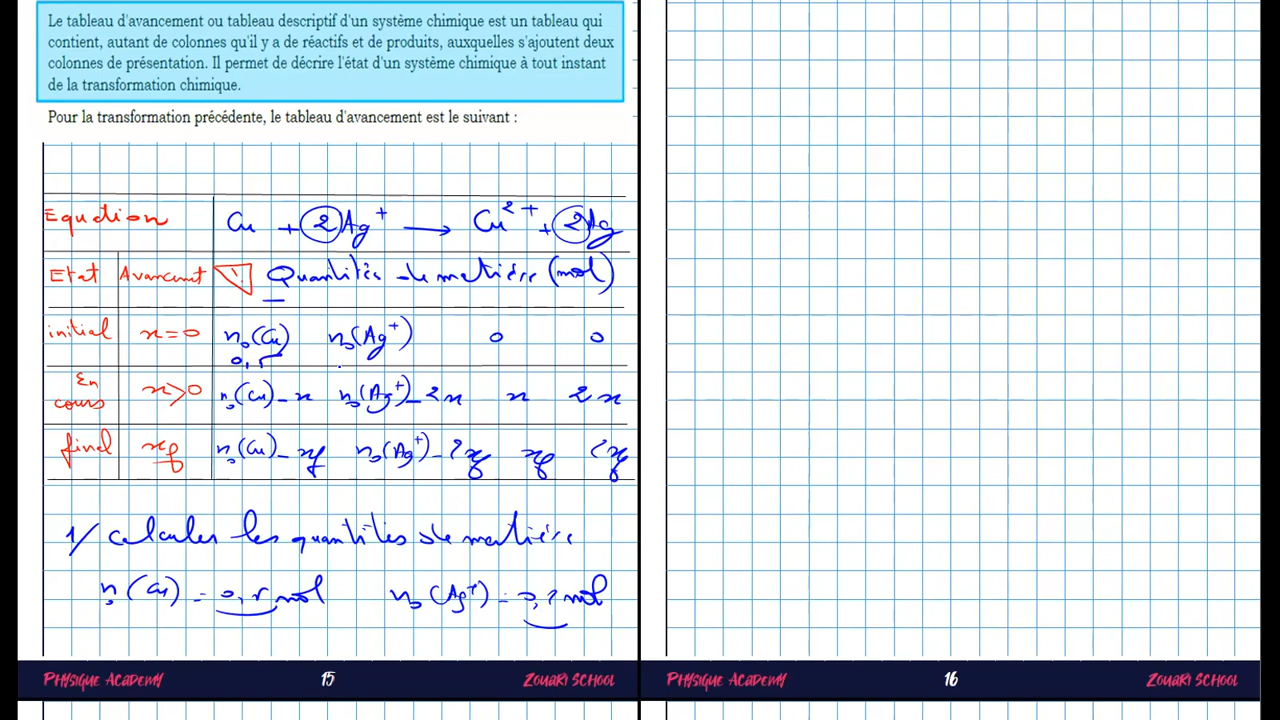 Le tableau d'avancement ou tableau descriptif d'un système chimique est un tableau qui
contient, autant de colonnes qu'il y a de réactifs et de produits, auxquelles s'ajoutent deux
colonnes de présentation. Il permet de décrire l'état d'un système chimique à tout instant
de la transformation chimique.
Pour la transformation précédente, le tableau d'avancement est le suivant :
Equation Cu + 2Ag⁺ → Cu²⁺ + 2Ag
Etat Avancement ! Quantités de matière (mol)
initial x=0 n₀(Cu) n₀(Ag⁺) 0 0
En cours x>0 n₀(Cu)-x n₀(Ag⁺)-2x x 2x
final xf n₀(Cu)-xf n₀(Ag⁺)-2xf xf 2xf
1/ calculer les quantités de matière
n₀(Cu) = mol n₀(Ag⁺) = mol
PHYSIQUE ACADEMY 15 ZOUARI SCHOOL
PHYSIQUE ACADEMY 16 ZOUARI SCHOOL